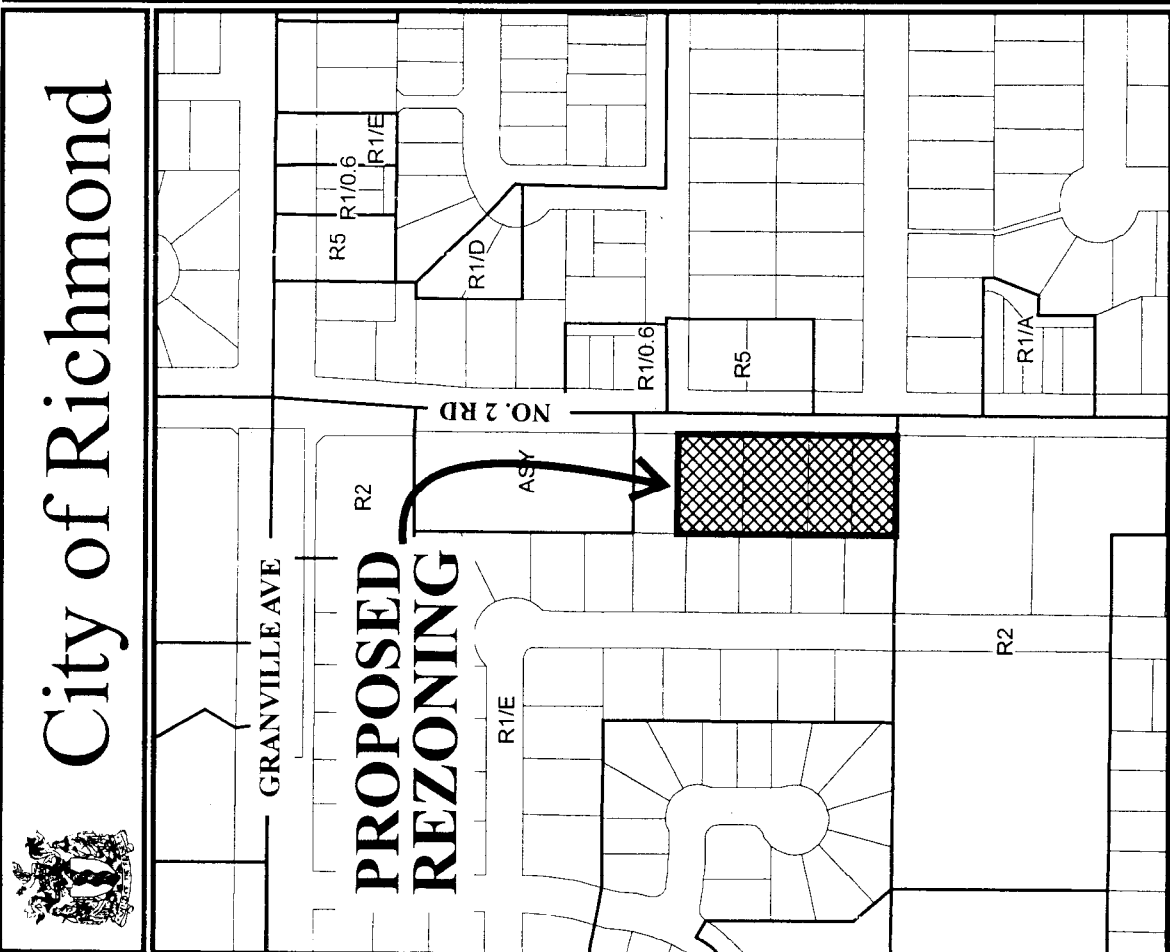 City of Richmond
GRANVILLE AVE
PROPOSED
REZONING
NO. 2 RD
R2
ASY
R5
R1/0.6
R1/E
R1/D
R1/0.6
R5
R1/A
R1/E
R2